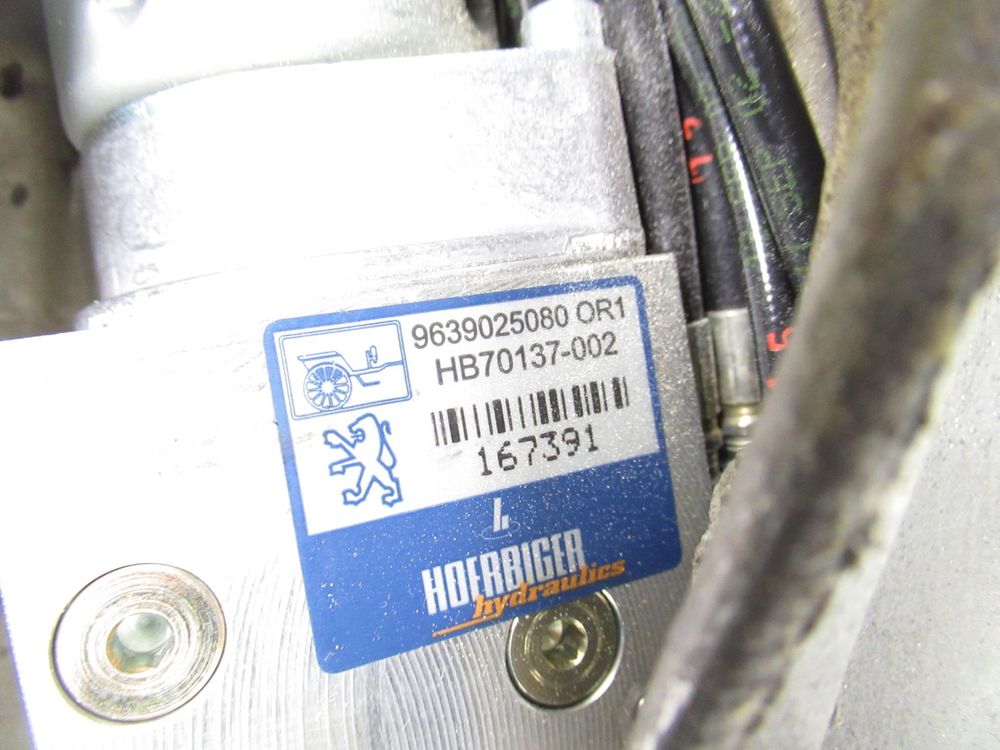 9639025080 OR1
HB70137-002
167391
HOERBIGER
hydraulics